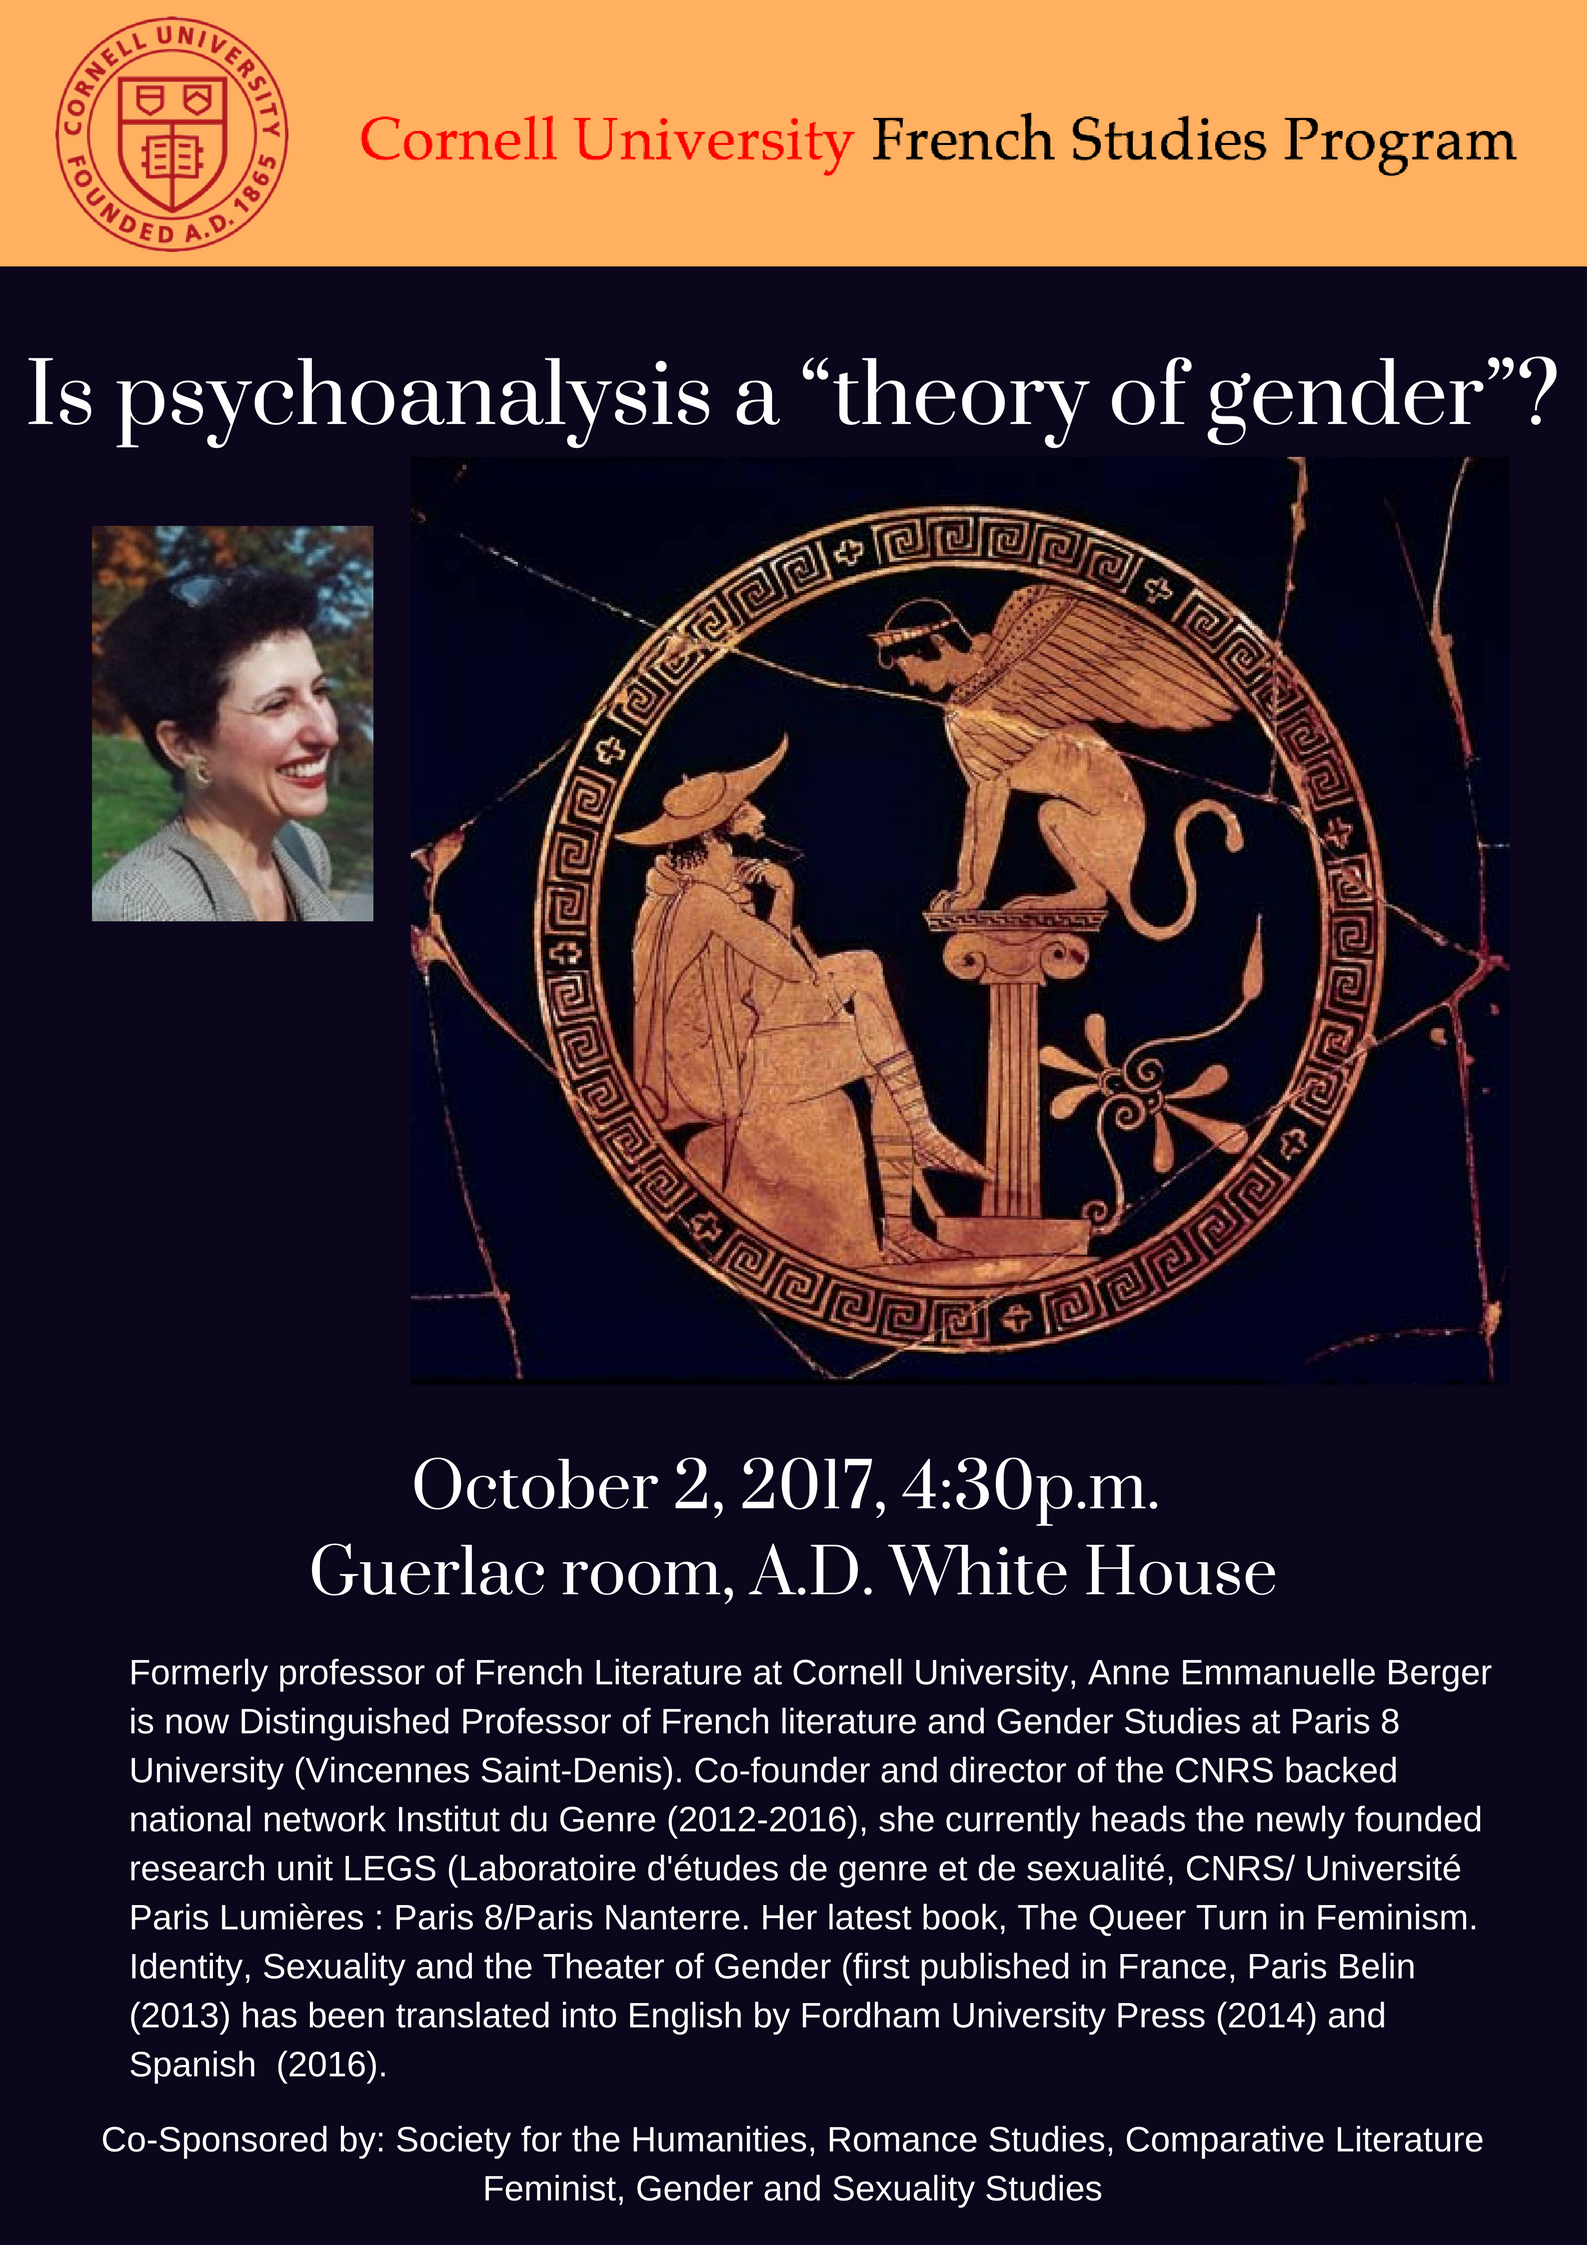 CORNELL UNIVERSITY
FOUNDED A.D. 1865
Cornell University French Studies Program
Is psychoanalysis a “theory of gender”?
October 2, 2017, 4:30p.m.
Guerlac room, A.D. White House
Formerly professor of French Literature at Cornell University, Anne Emmanuelle Berger
is now Distinguished Professor of French literature and Gender Studies at Paris 8
University (Vincennes Saint-Denis). Co-founder and director of the CNRS backed
national network Institut du Genre (2012-2016), she currently heads the newly founded
research unit LEGS (Laboratoire d'études de genre et de sexualité, CNRS/ Université
Paris Lumières : Paris 8/Paris Nanterre. Her latest book, The Queer Turn in Feminism.
Identity, Sexuality and the Theater of Gender (first published in France, Paris Belin
(2013) has been translated into English by Fordham University Press (2014) and
Spanish  (2016).
Co-Sponsored by: Society for the Humanities, Romance Studies, Comparative Literature
Feminist, Gender and Sexuality Studies